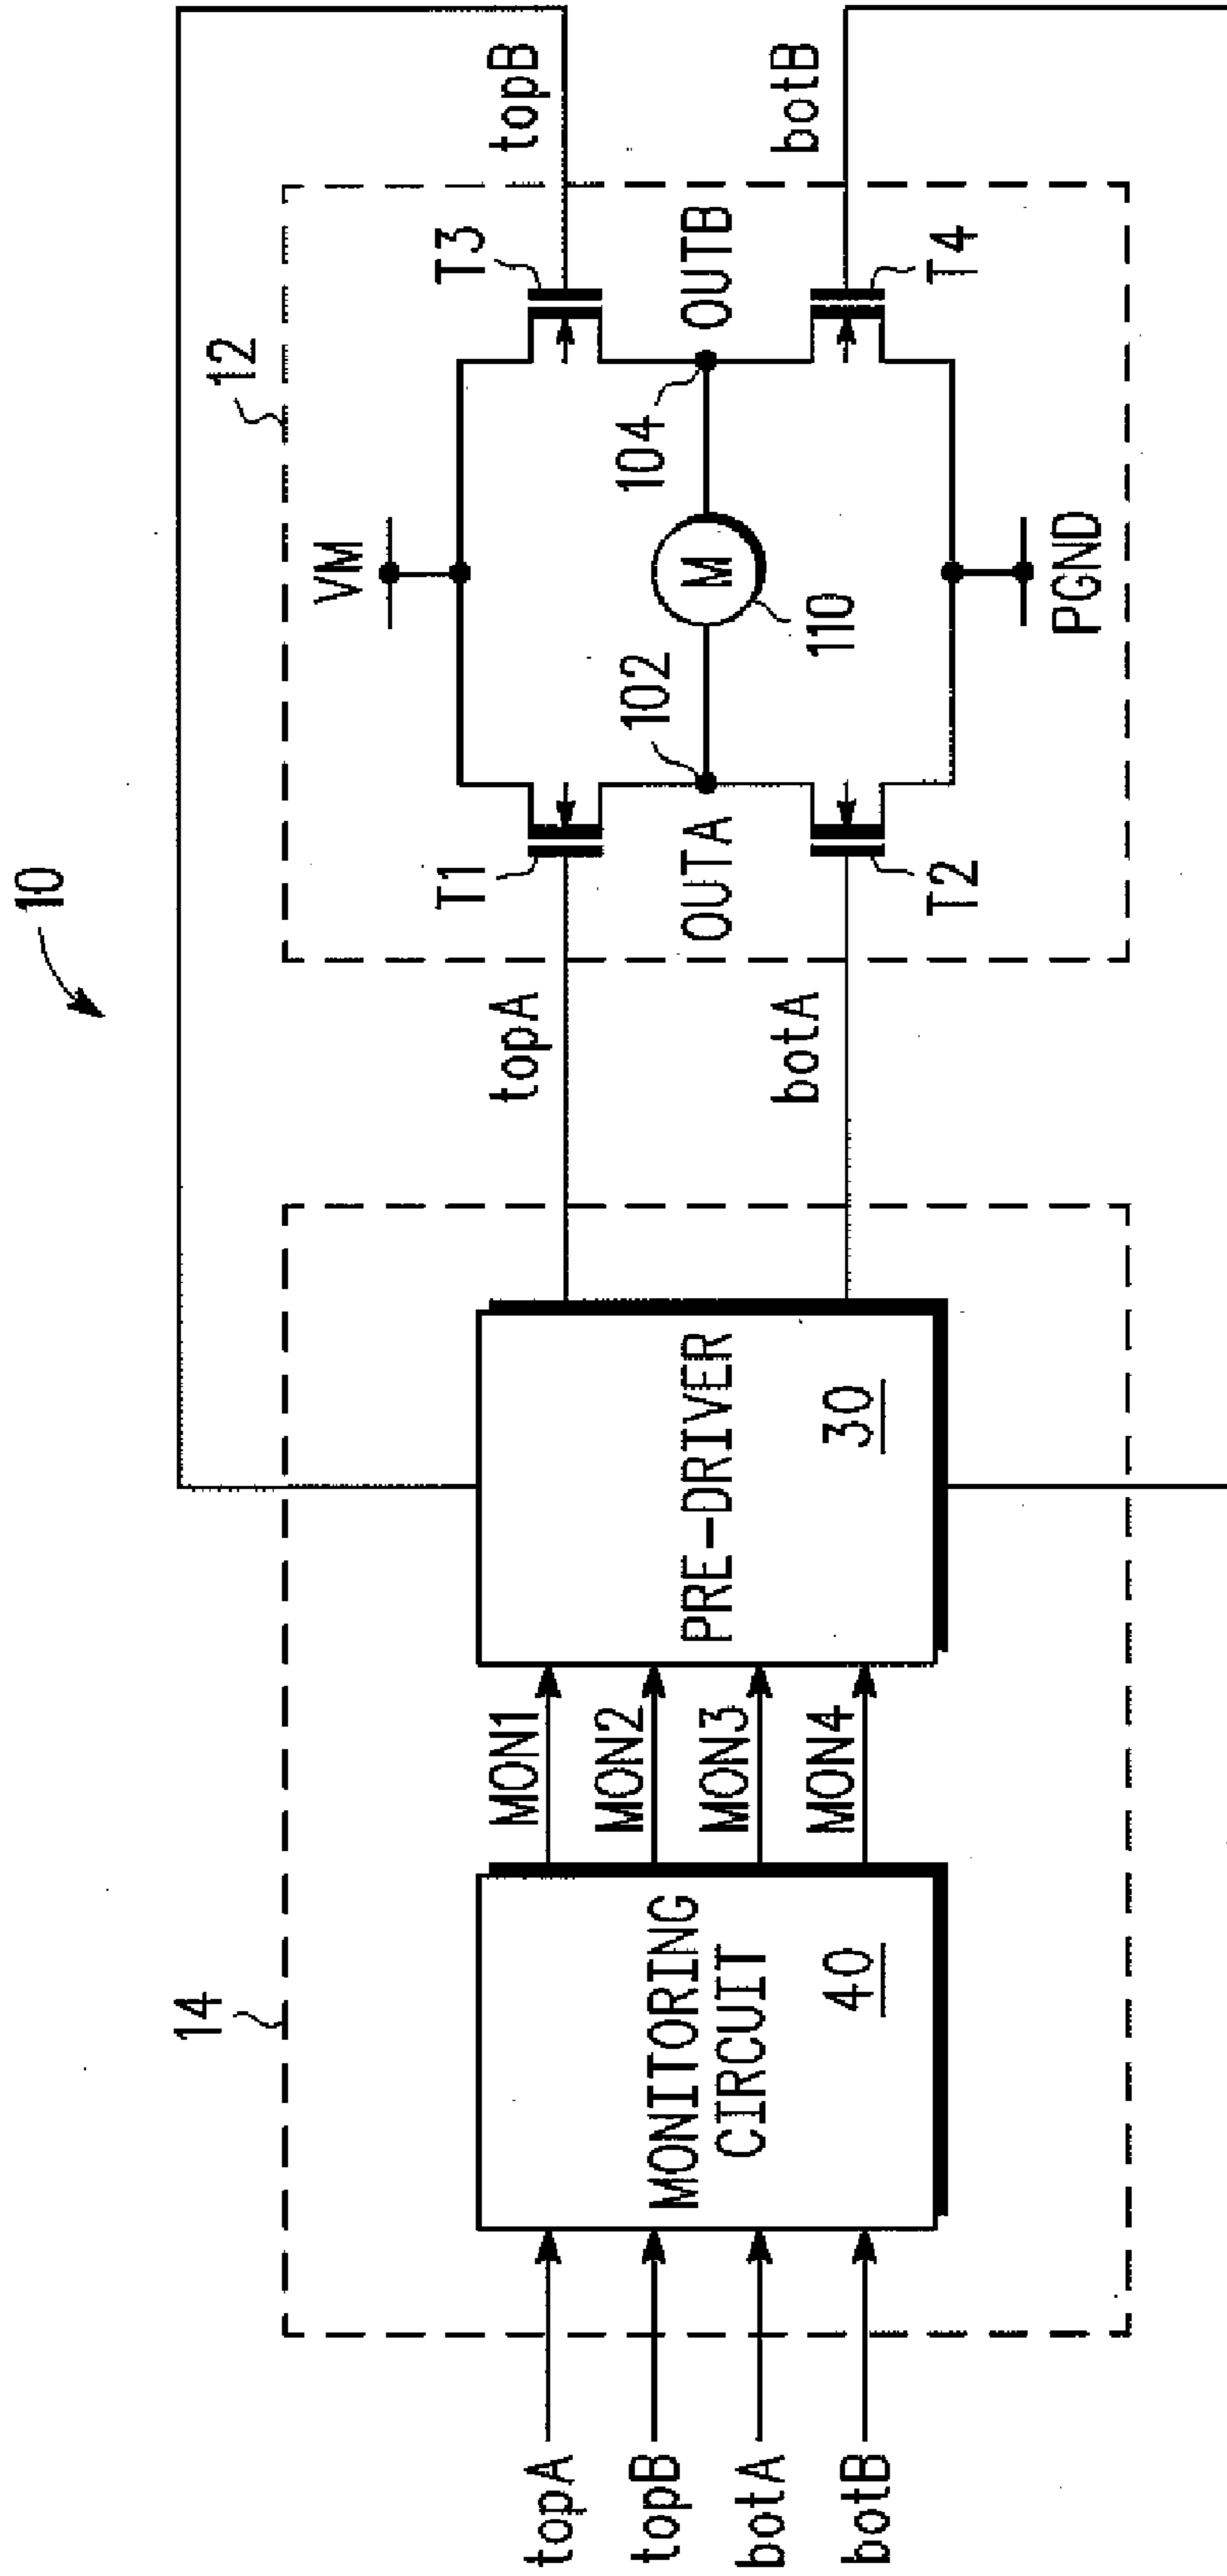 10
14
12
topA
topB
botA
botB
MONITORING
CIRCUIT
40
MON1
MON2
MON3
MON4
PRE-DRIVER
30
topA
botA
VM
T1
T3
102
104
OUTA
M
OUTB
110
T2
T4
PGND
topB
botB